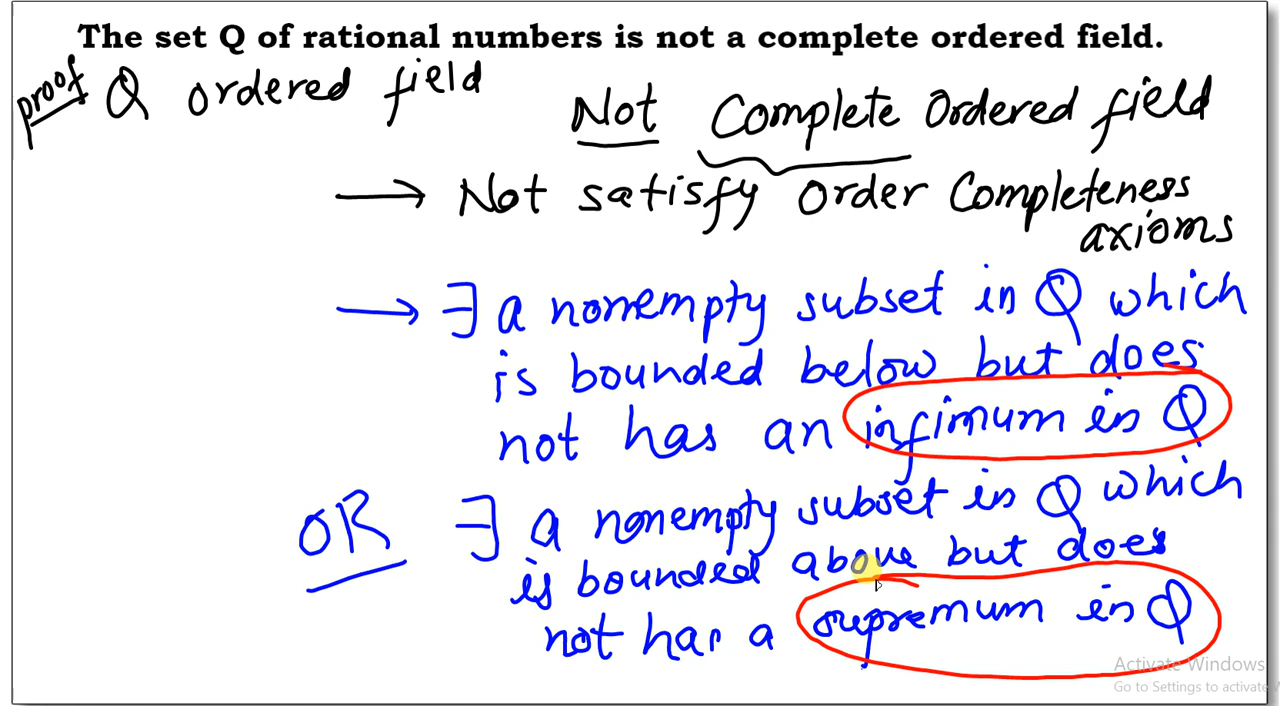 The set Q of rational numbers is not a complete ordered field.
proof Q ordered field
Not Complete Ordered field
→ Not satisfy Order Completeness
axioms
→ ∃ a nonempty subset in Q which
is bounded below but does
not has an infimum in Q
OR ∃ a nonempty subset in Q which
is bounded above but does
not has a supremum in Q
Activate Windows
Go to Settings to activate W